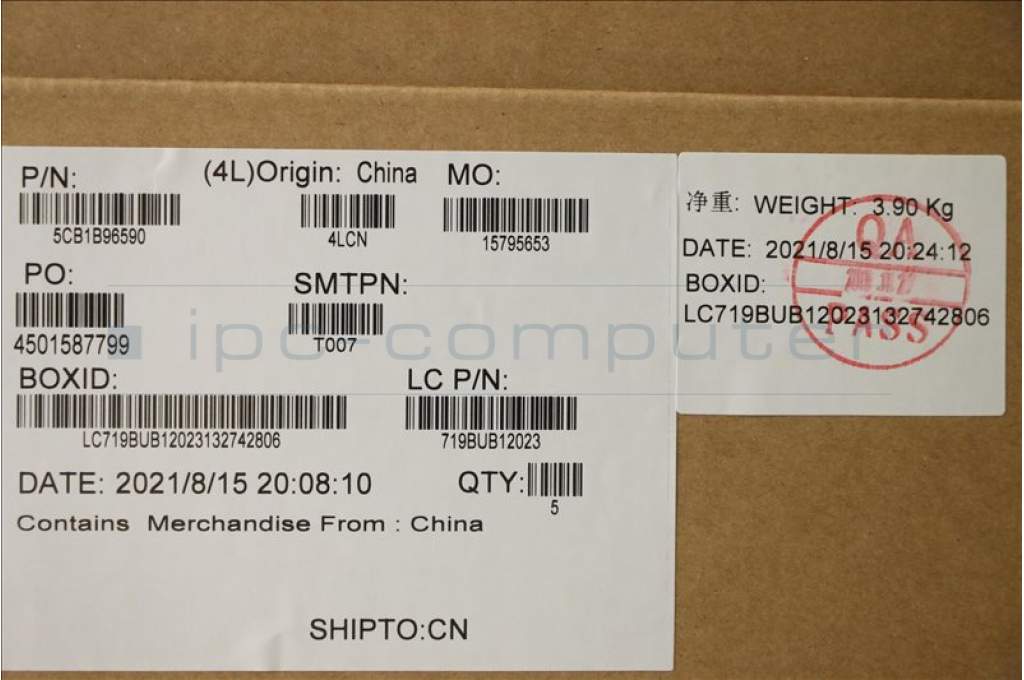 P/N: (4L)Origin: China MO:
5CB1B96590 4LCN 15795653
PO: SMTPN:
4501587799 T007
BOXID: LC P/N:
LC719BUB12023132742806 719BUB12023
DATE: 2021/8/15 20:08:10 QTY:
5
Contains Merchandise From : China
SHIPTO:CN
净重: WEIGHT: 3.90 Kg
DATE: 2021/8/15 20:24:12
BOXID:
LC719BUB12023132742806
QA
PASS
ipc-computer